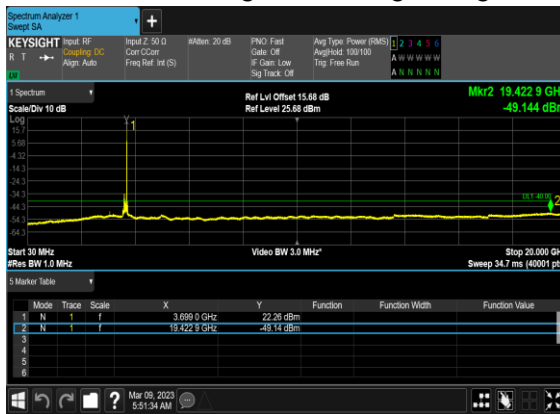 Spectrum Analyzer 1
Swept SA
+
KEYSIGHT Input: RF Input Z: 50 Ω #Atten: 20 dB PNO: Fast Avg Type: Power (RMS) 1 2 3 4 5 6
R T Coupling: DC Corr CCorr Gate: Off Avg|Hold: 100/100 A W W W W W
Align: Auto Freq Ref: Int (S) IF Gain: Low Trig: Free Run
Sig Track: Off A N N N N N
1 Spectrum
Ref Lvl Offset 15.68 dB Mkr2 19.422 9 GH
Scale/Div 10 dB Ref Level 25.68 dBm -49.144 dBr
Log
1
15.7
5.68
-4.32
-14.3
-24.3
-34.3
2
-44.3
-54.3
-64.3
Start 30 MHz Video BW 3.0 MHz* Stop 20.000 GH
#Res BW 1.0 MHz Sweep 34.7 ms (40001 pt
5 Marker Table
Mode Trace Scale X Y Function Function Width Function Value
1 N 1 f 3.699 0 GHz 22.26 dBm
2 N 1 f 19.422 9 GHz -49.14 dBm
3
4
5
6
? Mar 09, 2023
5:51:34 AM